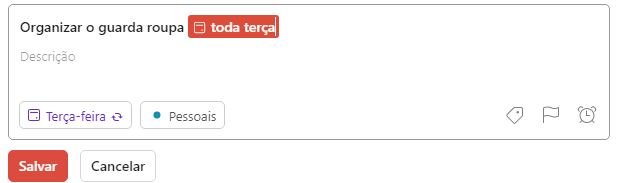 Organizar o guarda roupa toda terça
Descrição
Terça-feira Pessoais
Salvar Cancelar